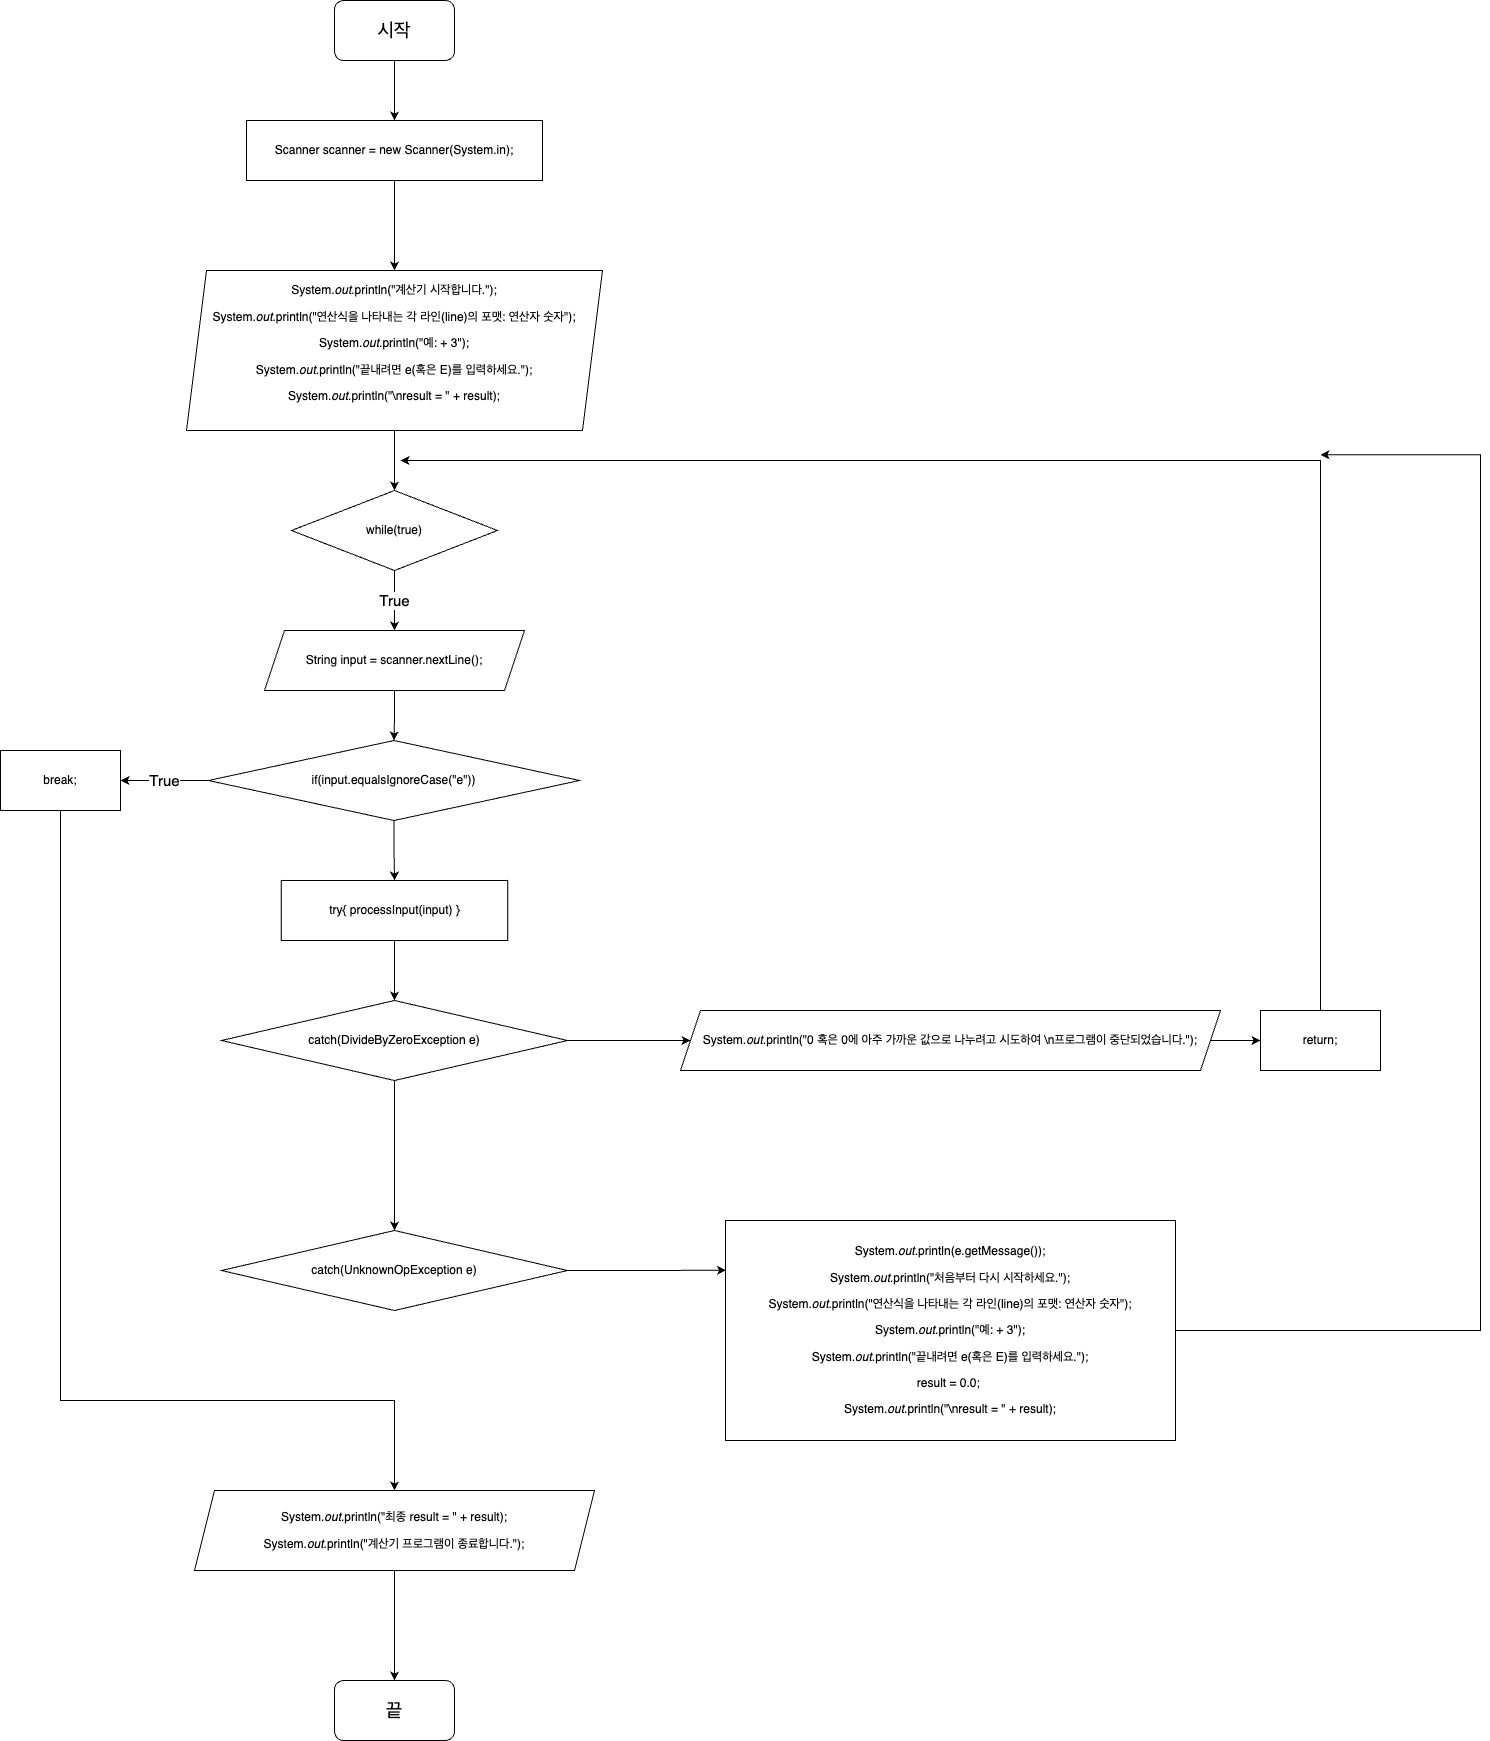 시작
Scanner scanner = new Scanner(System.in);
System.out.println("계산기 시작합니다.");
System.out.println("연산식을 나타내는 각 라인(line)의 포맷: 연산자 숫자");
System.out.println("예: + 3");
System.out.println("끝내려면 e(혹은 E)를 입력하세요.");
System.out.println("\nresult = " + result);
while(true)
True
String input = scanner.nextLine();
if(input.equalsIgnoreCase("e"))
True
break;
try{ processInput(input) }
catch(DivideByZeroException e)
System.out.println("0 혹은 0에 아주 가까운 값으로 나누려고 시도하여 \n프로그램이 중단되었습니다.");
return;
catch(UnknownOpException e)
System.out.println(e.getMessage());
System.out.println("처음부터 다시 시작하세요.");
System.out.println("연산식을 나타내는 각 라인(line)의 포맷: 연산자 숫자");
System.out.println("예: + 3");
System.out.println("끝내려면 e(혹은 E)를 입력하세요.");
result = 0.0;
System.out.println("\nresult = " + result);
System.out.println("최종 result = " + result);
System.out.println("계산기 프로그램이 종료합니다.");
끝